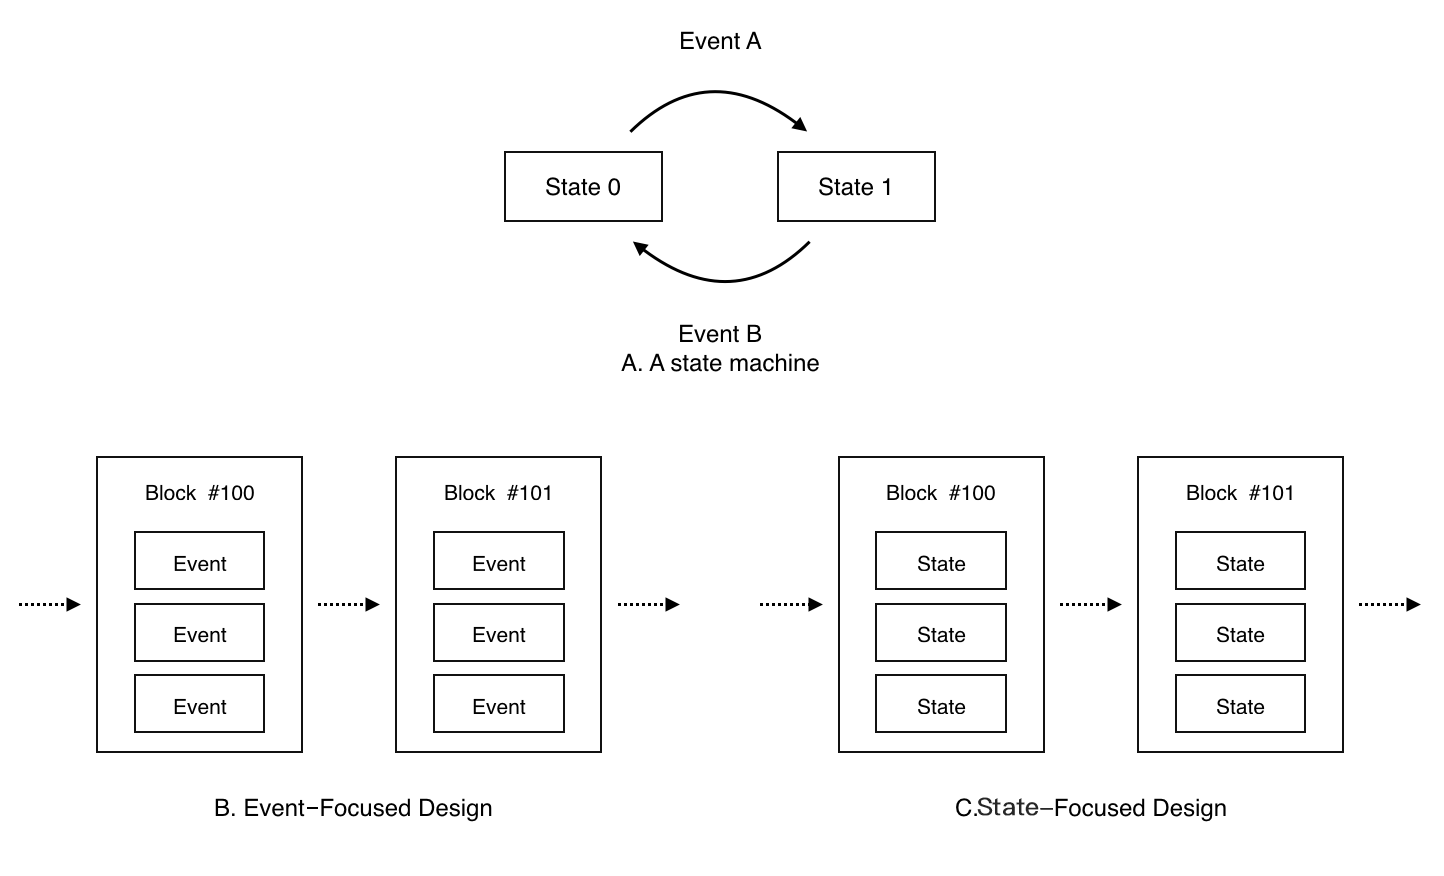 Event A
State 0
State 1
Event B
A. A state machine
Block #100
Event
Event
Event
Block #101
Event
Event
Event
B. Event-Focused Design
Block #100
State
State
State
Block #101
State
State
State
C.State-Focused Design